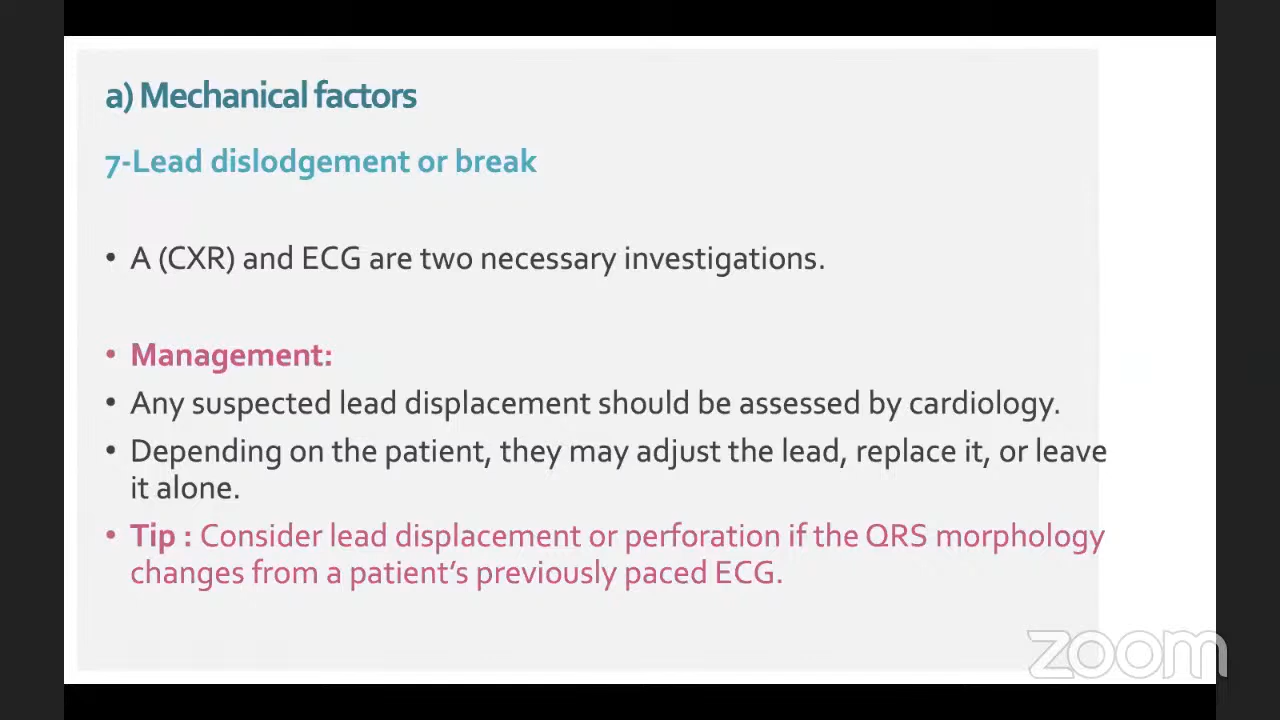 a) Mechanical factors
7-Lead dislodgement or break
• A (CXR) and ECG are two necessary investigations.
• Management:
• Any suspected lead displacement should be assessed by cardiology.
• Depending on the patient, they may adjust the lead, replace it, or leave
it alone.
• Tip : Consider lead displacement or perforation if the QRS morphology
changes from a patient's previously paced ECG.
zoom